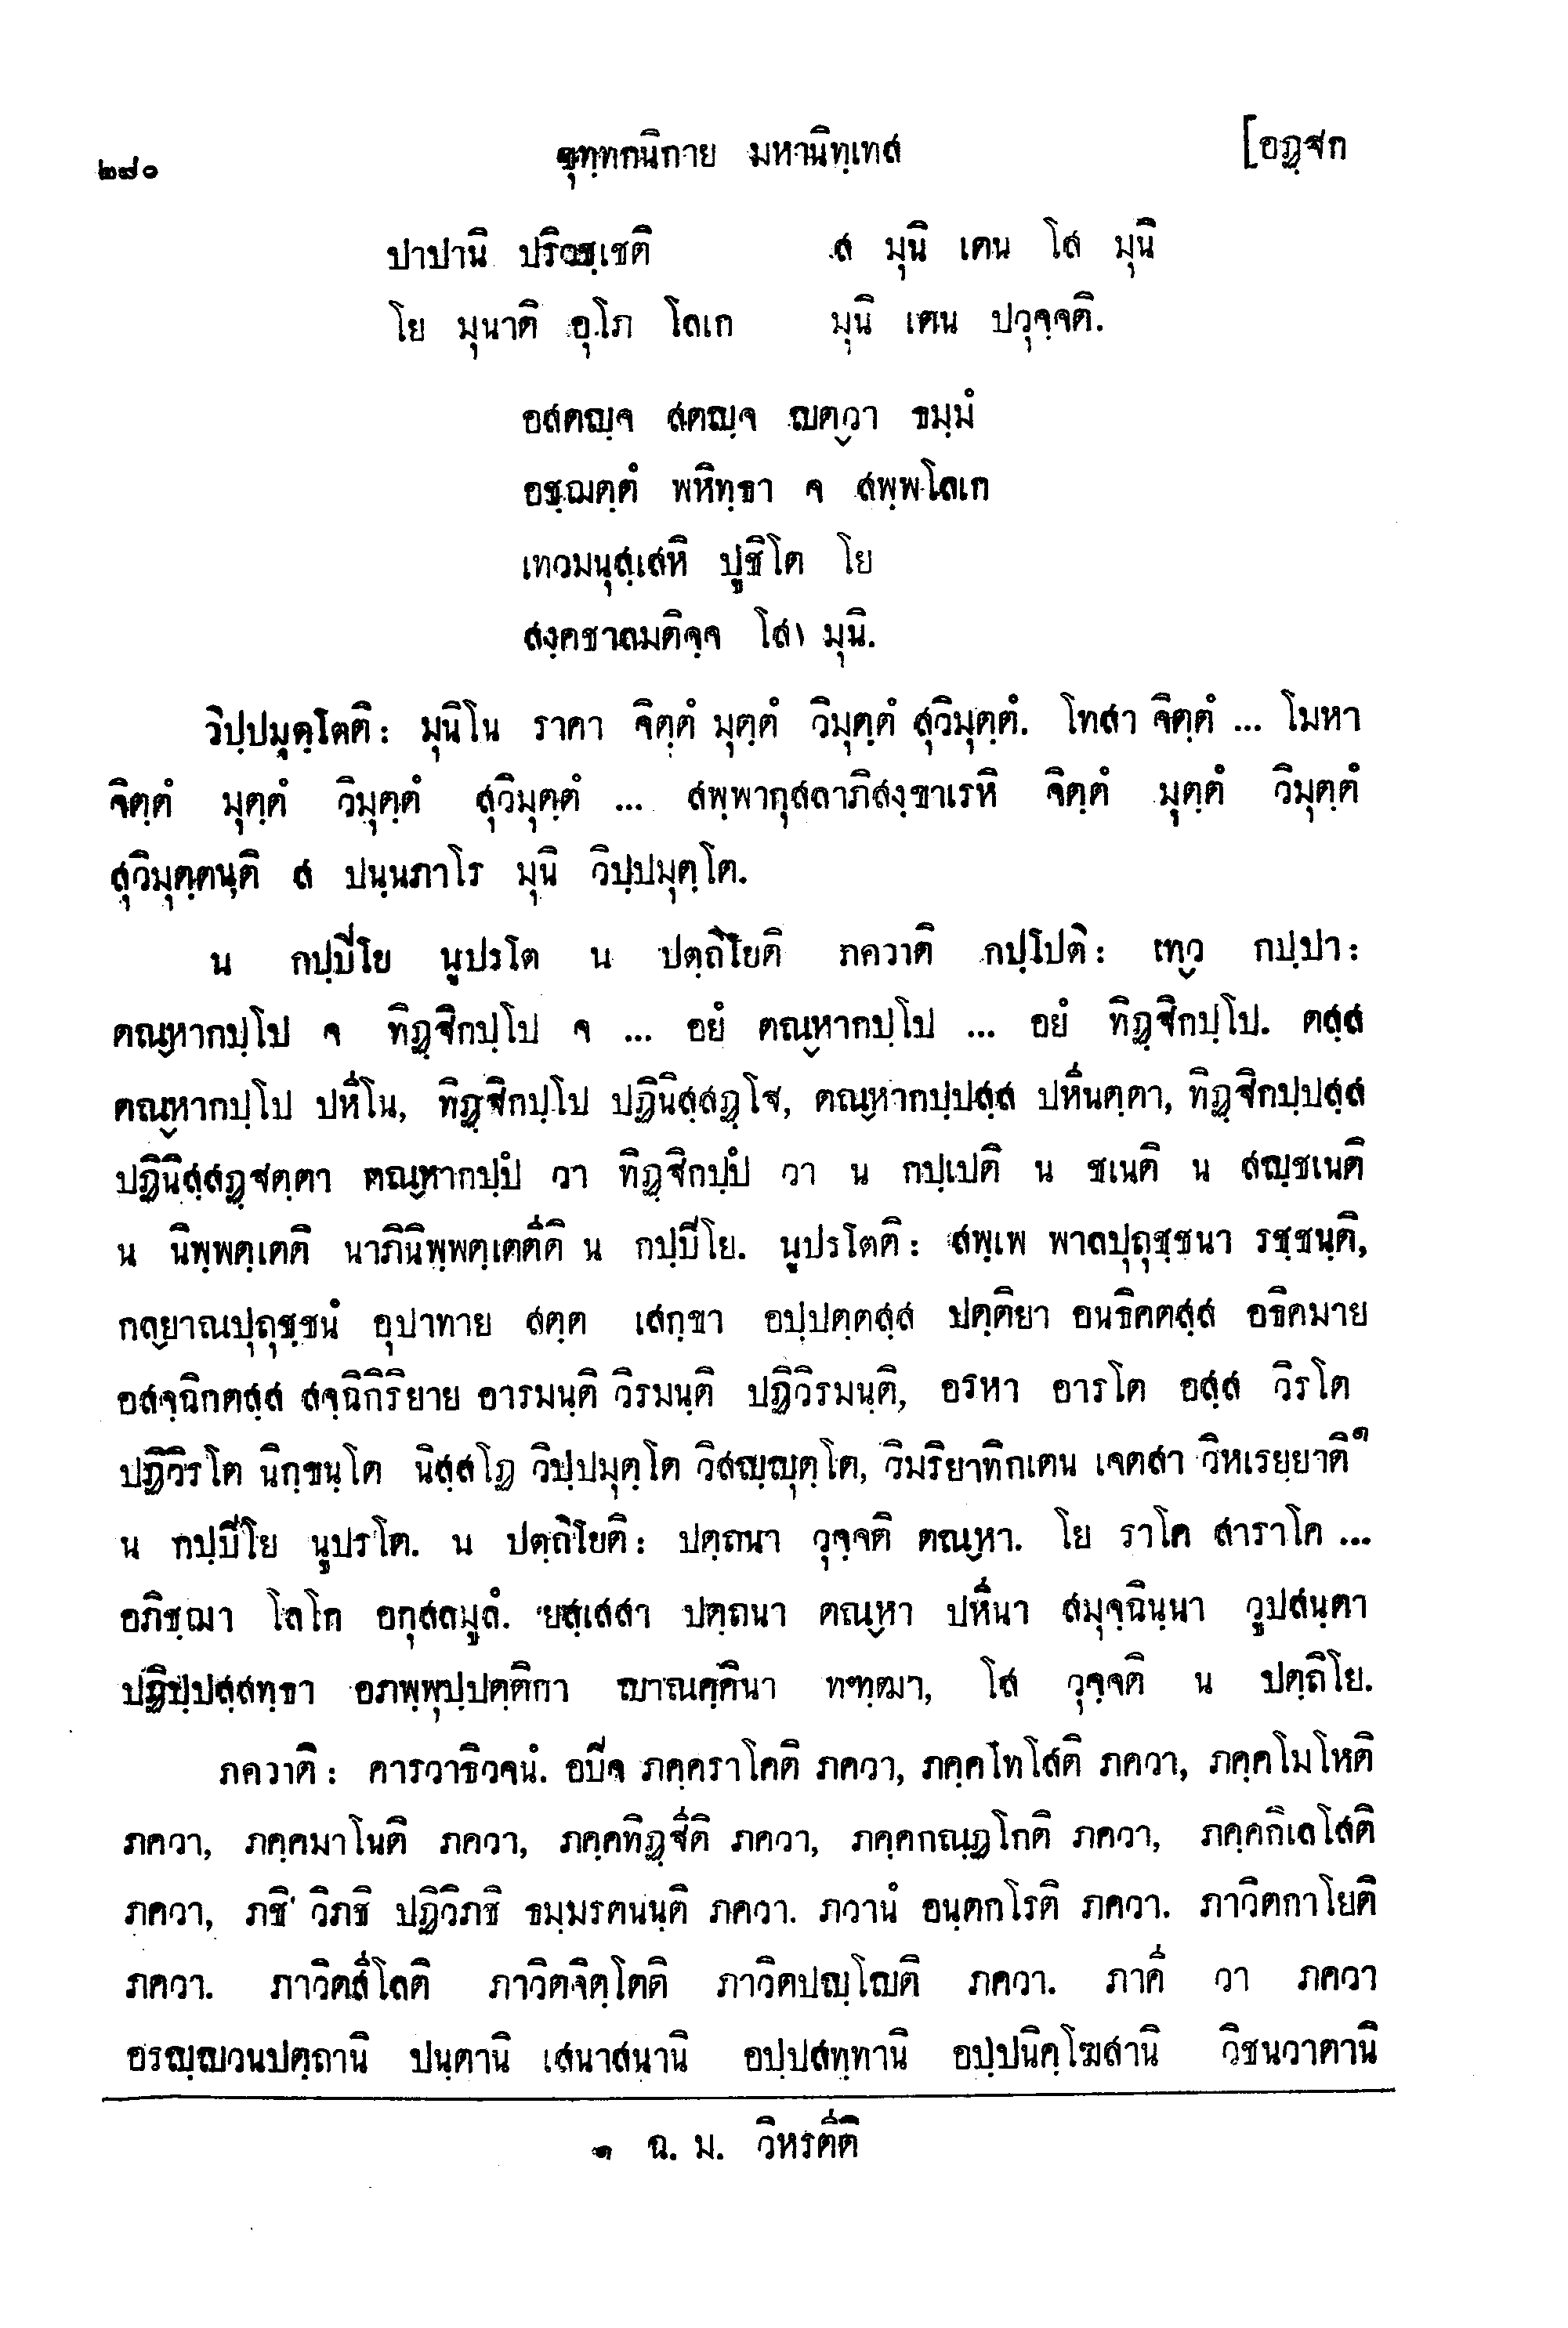 ๒๘๐ ขุทฺทกนิกาย มหานิทฺเทส [อฏฺฐก
ปาปานิ ปริวชฺเชติ ส มุนิ เตน โส มุนิ
โย มุนาติ อุโภ โลเก มุนิ เตน ปวุจฺจติ.
อสตญฺจ สตญฺจ ญตฺวา ธมฺมํ
อชฺฌตฺตํ พหิทฺธา จ สพฺพโลเก
เทวมนุสฺเสหิ ปูชิโต โย
สงฺคชาลมติจฺจ โส มุนิ.
วิปฺปมุตฺโตติ: มุนิโน ราคา จิตฺตํ มุตฺตํ วิมุตฺตํ สุวิมุตฺตํ. โทสา จิตฺตํ ... โมหา
จิตฺตํ มุตฺตํ วิมุตฺตํ สุวิมุตฺตํ ... สพฺพากุสลาภิสงฺขาเรหิ จิตฺตํ มุตฺตํ วิมุตฺตํ
สุวิมุตฺตนฺติ ส ปนฺนภาโร มุนิ วิปฺปมุตฺโต.
น กปฺปิโย นูปรโต น ปตฺถิโยติ ภควาติ กปฺโปติ: เทฺว กปฺปา:
ตณฺหากปฺโป จ ทิฏฺฐิกปฺโป จ ... อยํ ตณฺหากปฺโป ... อยํ ทิฏฺฐิกปฺโป. ตสฺส
ตณฺหากปฺโป ปหีโน, ทิฏฺฐิกปฺโป ปฏินิสฺสฏฺโฐ, ตณฺหากปฺปสฺส ปหีนตฺตา, ทิฏฺฐิกปฺปสฺส
ปฏินิสฺสฏฺฐตฺตา ตณฺหากปฺปํ วา ทิฏฺฐิกปฺปํ วา น กปฺเปติ น ชเนติ น สญฺชเนติ
น นิพฺพตฺเตติ นาภินิพฺพตฺเตตีติ น กปฺปิโย. นูปรโตติ: สพฺเพ พาลปุถุชฺชนา รชฺชนฺติ,
กลฺยาณปุถุชฺชนํ อุปาทาย สตฺต เสกฺขา อปฺปตฺตสฺส ปตฺติยา อนธิคตสฺส อธิคมาย
อสจฺฉิกตสฺส สจฺฉิกิริยาย อารมนฺติ วิรมนฺติ ปฏิวิรมนฺติ, อรหา อารโต อสฺส วิรโต
ปฏิวิรโต นิกฺขนฺโต นิสฺสโฏ วิปฺปมุตฺโต วิสญฺญุตฺโต, วิมริยาทิกเตน เจตสา วิหเรยฺยาติ๑
น กปฺปิโย นูปรโต. น ปตฺถิโยติ: ปตฺถนา วุจฺจติ ตณฺหา. โย ราโค สาราโค ...
อภิชฺฌา โลโภ อกุสลมูลํ. ยสฺเสสา ปตฺถนา ตณฺหา ปหีนา สมุจฺฉินฺนา วูปสนฺตา
ปฏิปฺปสฺสทฺธา อภพฺพุปฺปตฺติกา ญาณคฺคินา ทฑฺฒา, โส วุจฺจติ น ปตฺถิโย.
ภควาติ: คารวาธิวจนํ. อปิจ ภคฺคราโคติ ภควา, ภคฺคโทโสติ ภควา, ภคฺคโมโหติ
ภควา, ภคฺคมาโนติ ภควา, ภคฺคทิฏฺฐีติ ภควา, ภคฺคกณฺฏโกติ ภควา, ภคฺคกิเลโสติ
ภควา, ภชิ วิภชิ ปฏิวิภชิ ธมฺมรตนนฺติ ภควา. ภวานํ อนฺตกโรติ ภควา. ภาวิตกาโยติ
ภควา. ภาวิตสีโลติ ภาวิตจิตฺโตติ ภาวิตปญฺโญติ ภควา. ภาคี วา ภควา
อรญฺญวนปตฺถานิ ปนฺตานิ เสนาสนานิ อปฺปสทฺทานิ อปฺปนิคฺโฆสานิ วิชนวาตานิ
๑ ฉ. ม. วิหรตีติ